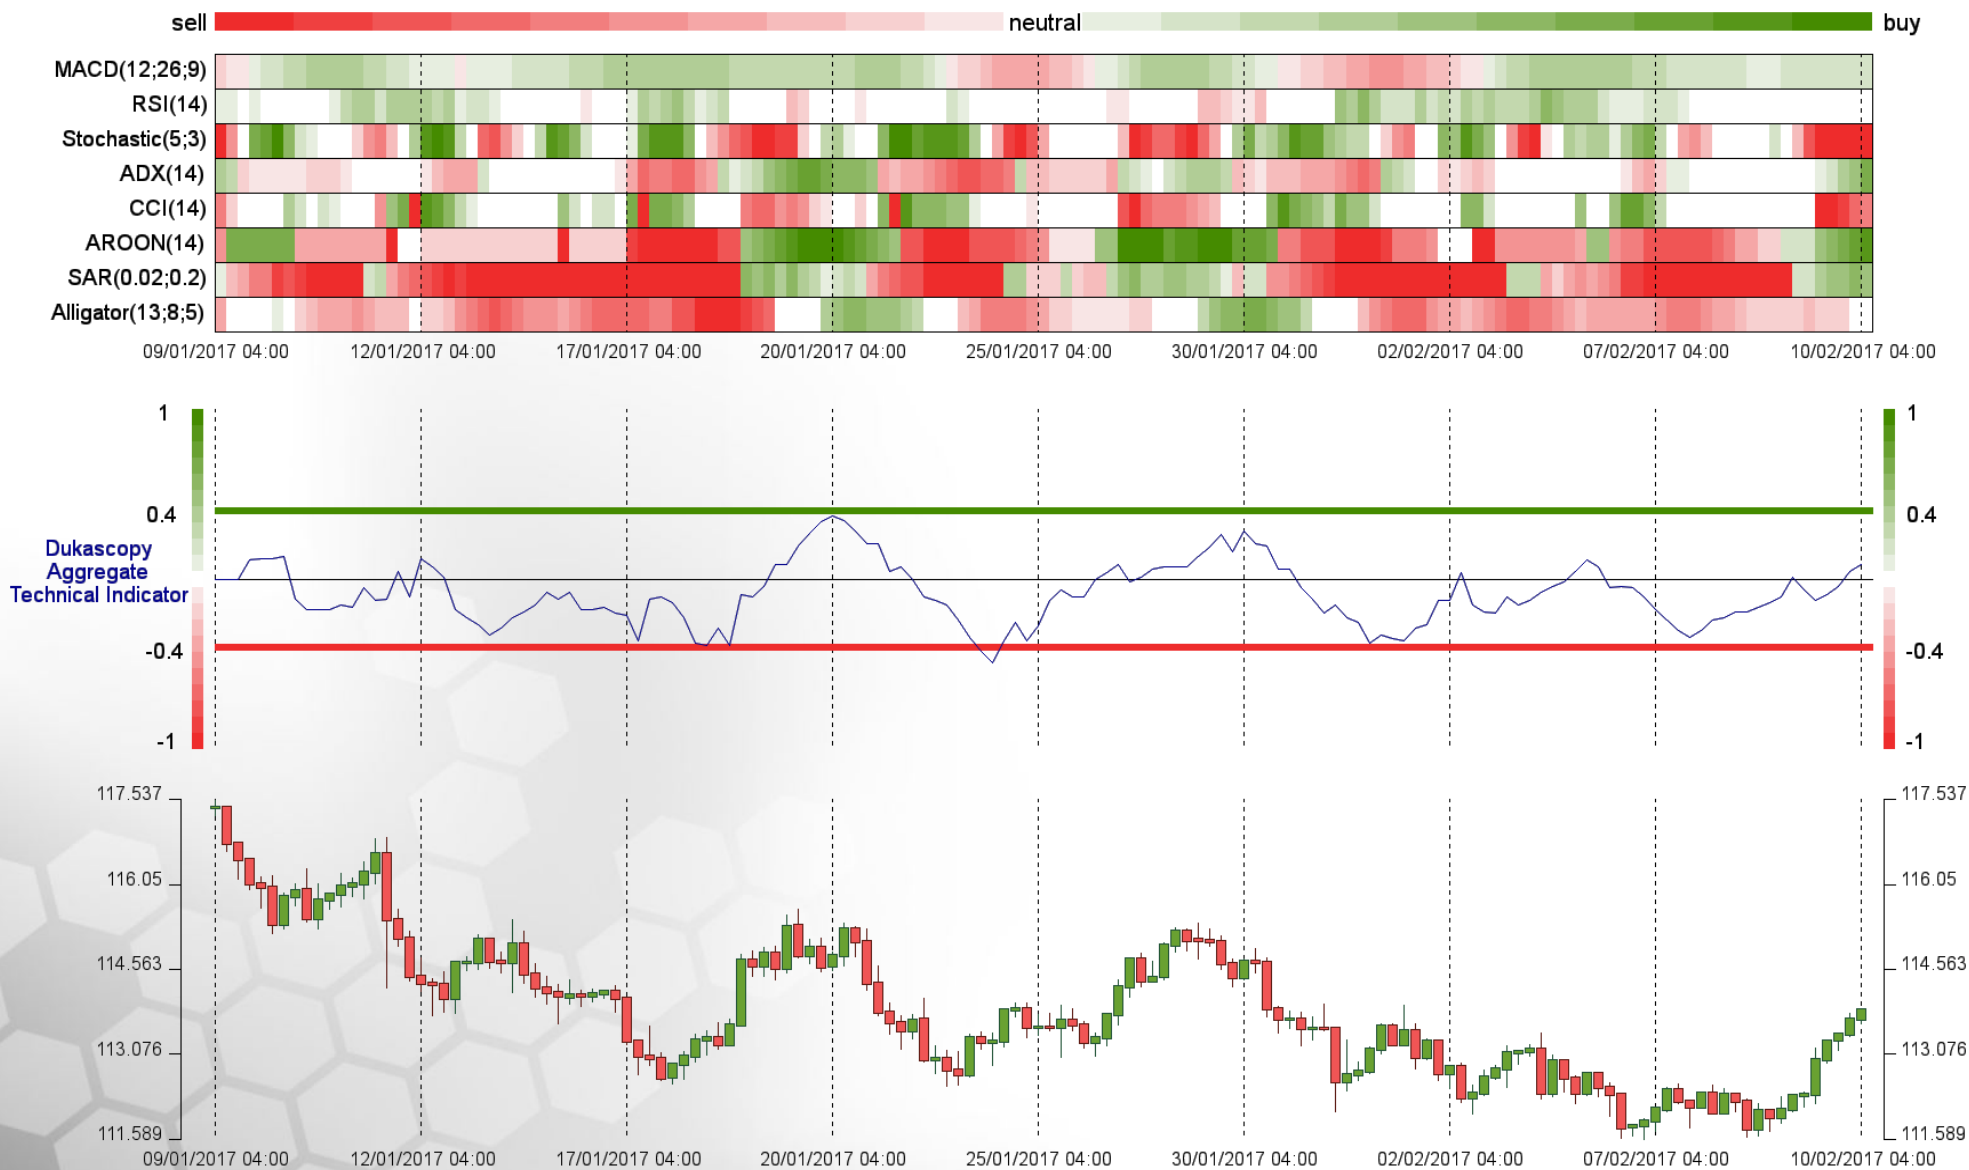 sell neutral buy
MACD(12;26;9)
RSI(14)
Stochastic(5;3)
ADX(14)
CCI(14)
AROON(14)
SAR(0.02;0.2)
Alligator(13;8;5)
09/01/2017 04:00 12/01/2017 04:00 17/01/2017 04:00 20/01/2017 04:00 25/01/2017 04:00 30/01/2017 04:00 02/02/2017 04:00 07/02/2017 04:00 10/02/2017 04:00
1 1
0.4 0.4
Dukascopy
Aggregate
Technical Indicator
-0.4 -0.4
-1 -1
117.537 117.537
116.05 116.05
114.563 114.563
113.076 113.076
111.589 111.589
09/01/2017 04:00 12/01/2017 04:00 17/01/2017 04:00 20/01/2017 04:00 25/01/2017 04:00 30/01/2017 04:00 02/02/2017 04:00 07/02/2017 04:00 10/02/2017 04:00